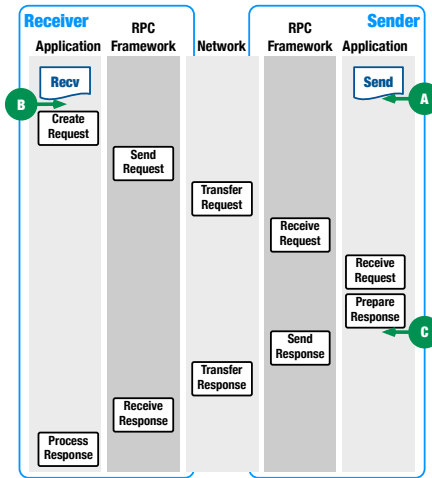 Receiver
Sender
RPC
RPC
Application Framework Network Framework Application
Recv
Send
B
A
Create
Request
Send
Request
Transfer
Request
Receive
Request
Receive
Request
Prepare
Response
C
Send
Response
Transfer
Response
Receive
Response
Process
Response